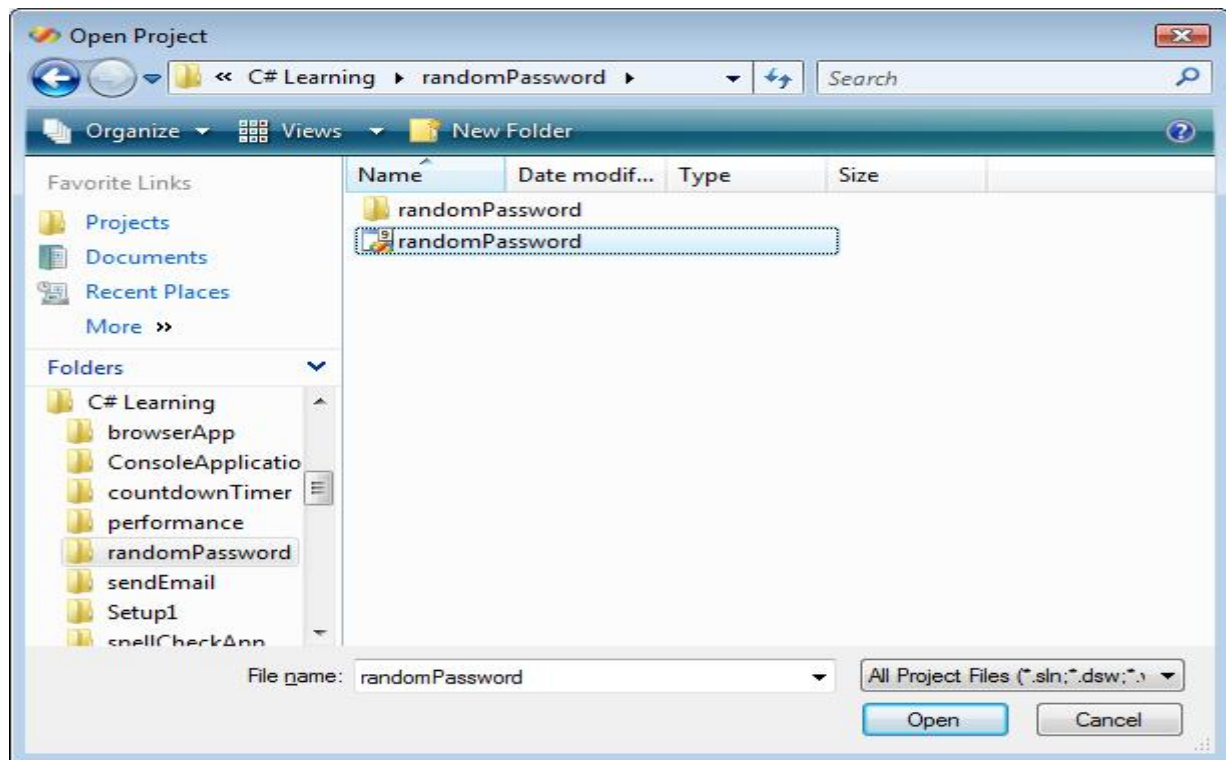 Open Project
« C# Learning ▸ randomPassword ▸ Search
Organize Views New Folder
Favorite Links
Projects
Documents
Recent Places
More »
Folders
C# Learning
browserApp
ConsoleApplicatio
countdownTimer
performance
randomPassword
sendEmail
Setup1
spellCheckApp
Name Date modif... Type Size
randomPassword
randomPassword
File name: randomPassword All Project Files (*.sln;*.dsw;*.v
Open Cancel